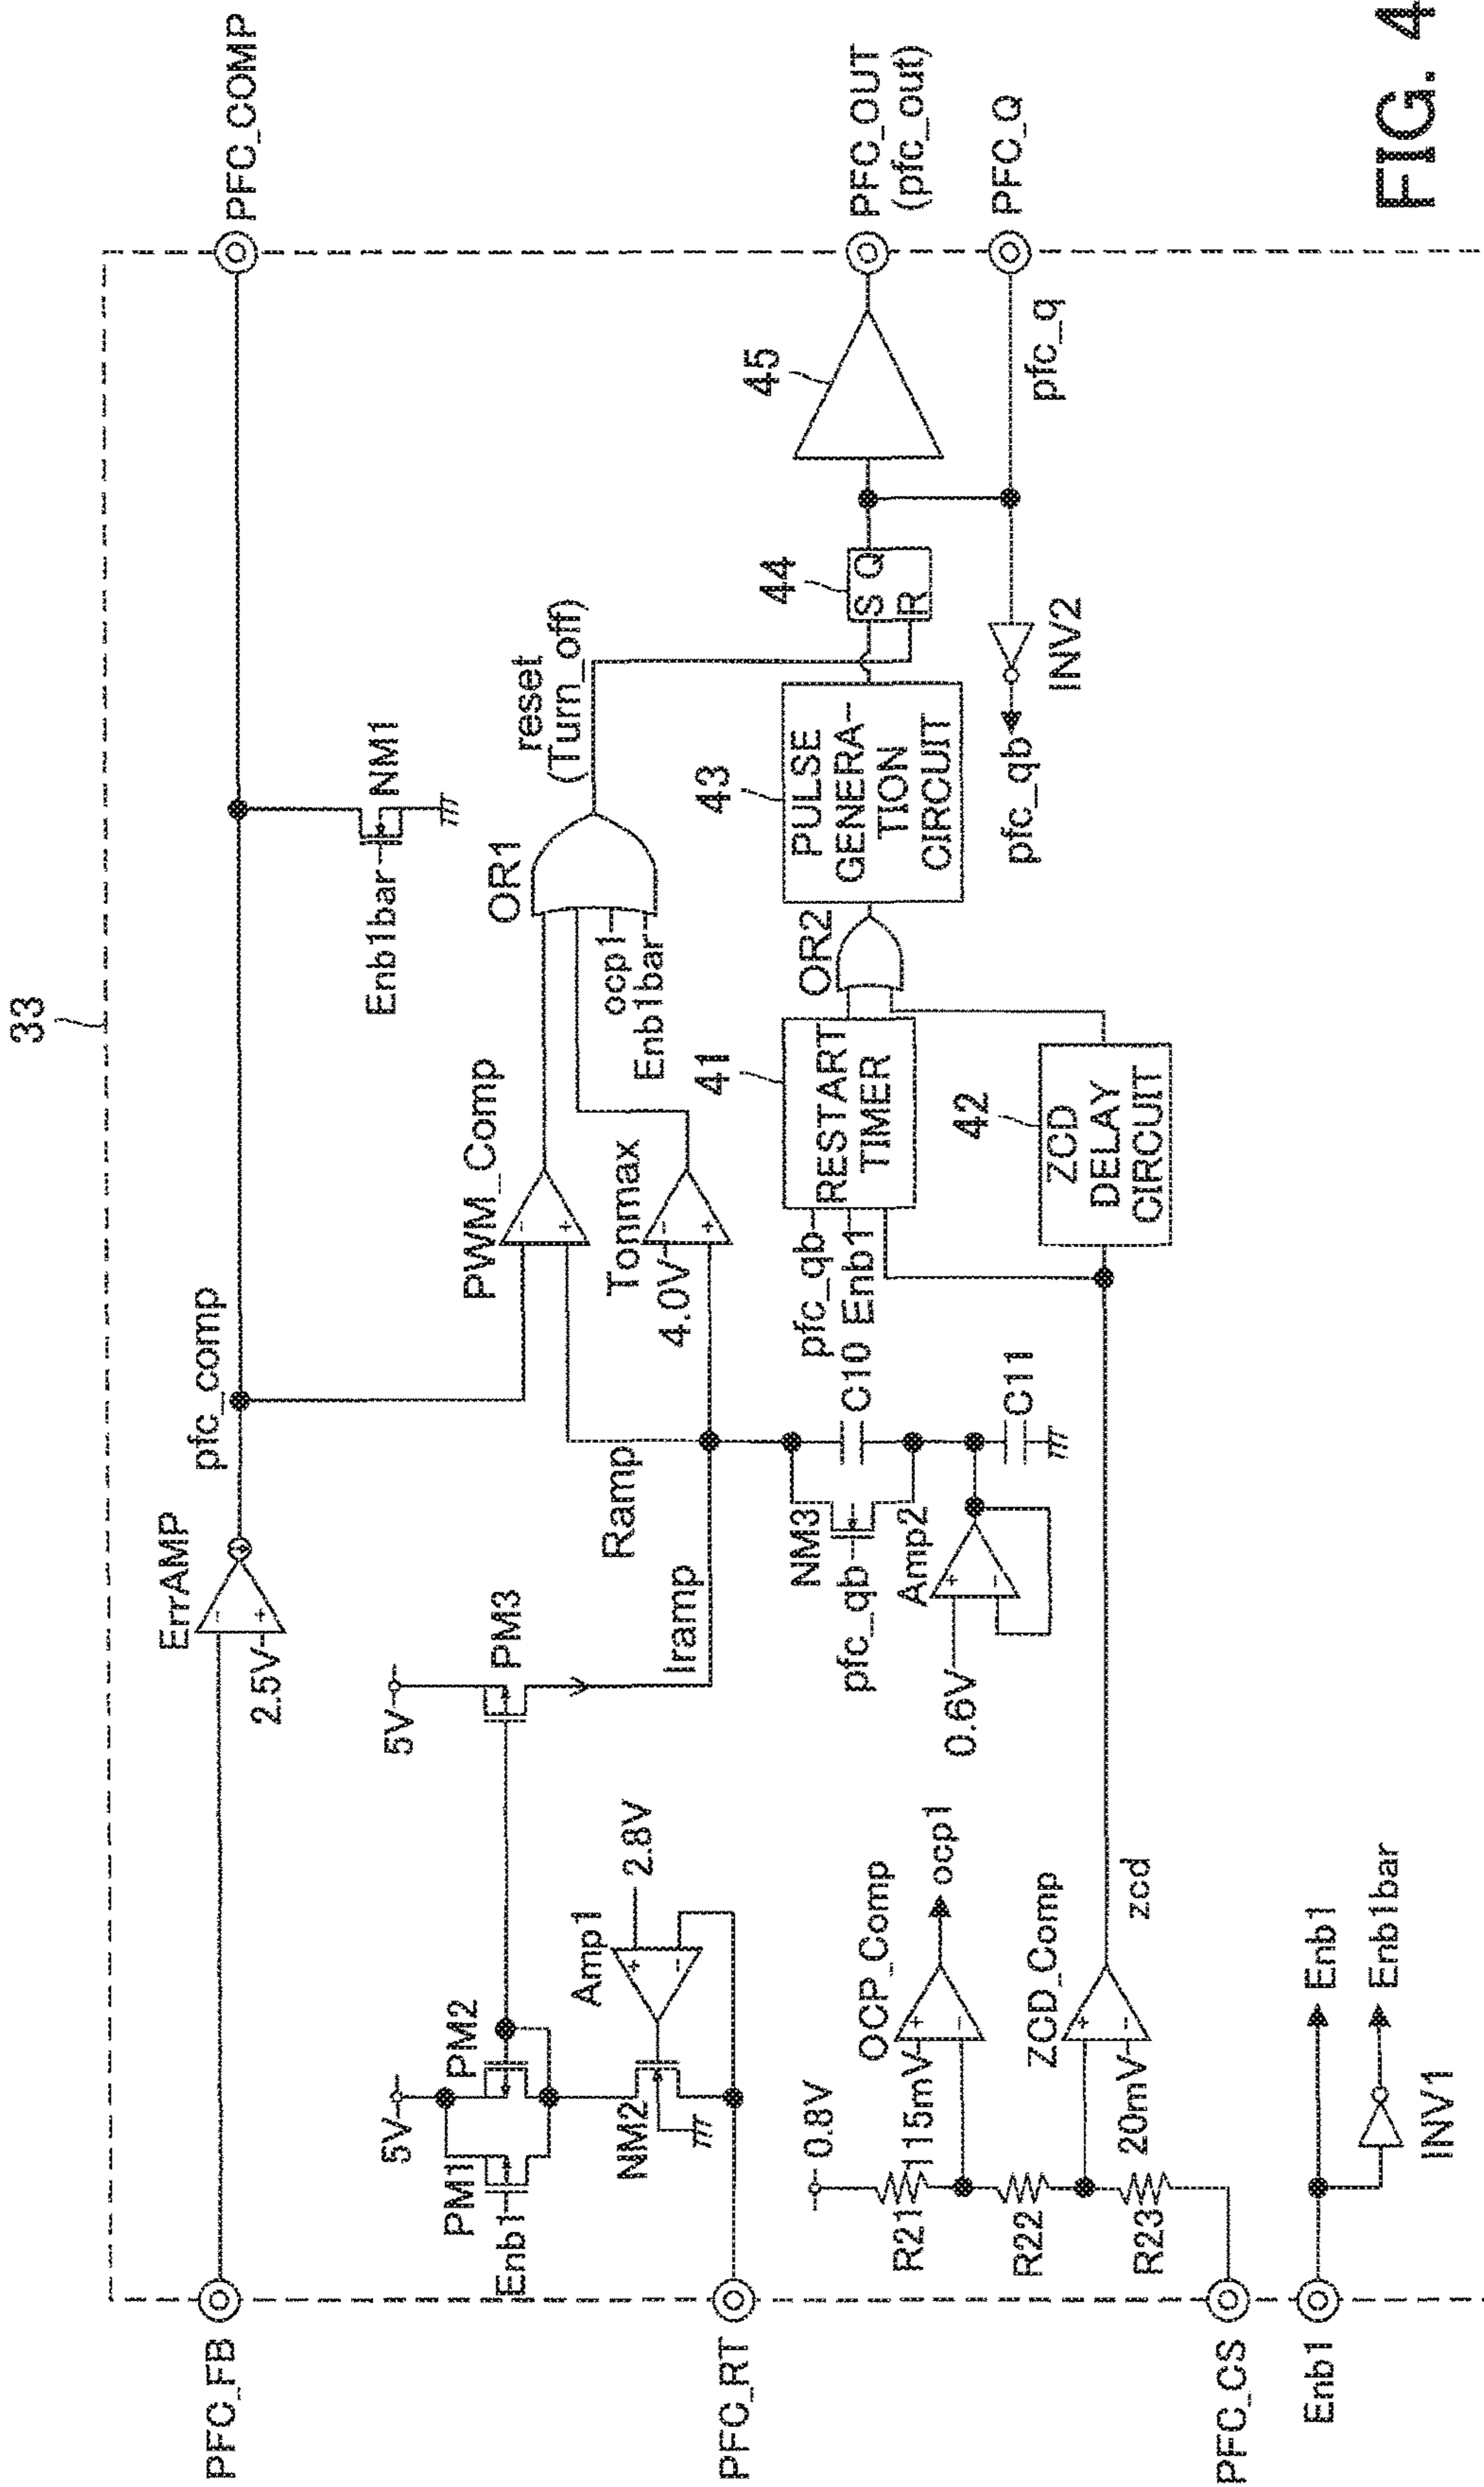 33
PFC_FB
ErrAMP
-
+
2.5V
pfc_comp
PFC_COMP
Enb1bar
NM1
5V
PM1
Enb1
PM2
5V
PM3
Iramp
NM2
Amp1
+
-
2.8V
PFC_RT
Ramp
PWM_Comp
-
+
Tonmax
4.0V
-
+
OR1
ocp1
Enb1bar
reset
(Turn_off)
NM3
pfc_qb
C10
Amp2
+
-
0.6V
C11
pfc_qb
Enb1
41
RESTART
TIMER
42
ZCD
DELAY
CIRCUIT
OR2
43
PULSE
GENERA-
TION
CIRCUIT
44
S Q
R
45
PFC_OUT
(pfc_out)
PFC_Q
pfc_q
INV2
pfc_qb
0.8V
R21
R22
R23
115mV
OCP_Comp
+
-
ocp1
20mV
ZCD_Comp
+
-
zcd
PFC_CS
Enb1
Enb1
Enb1bar
INV1
FIG. 4